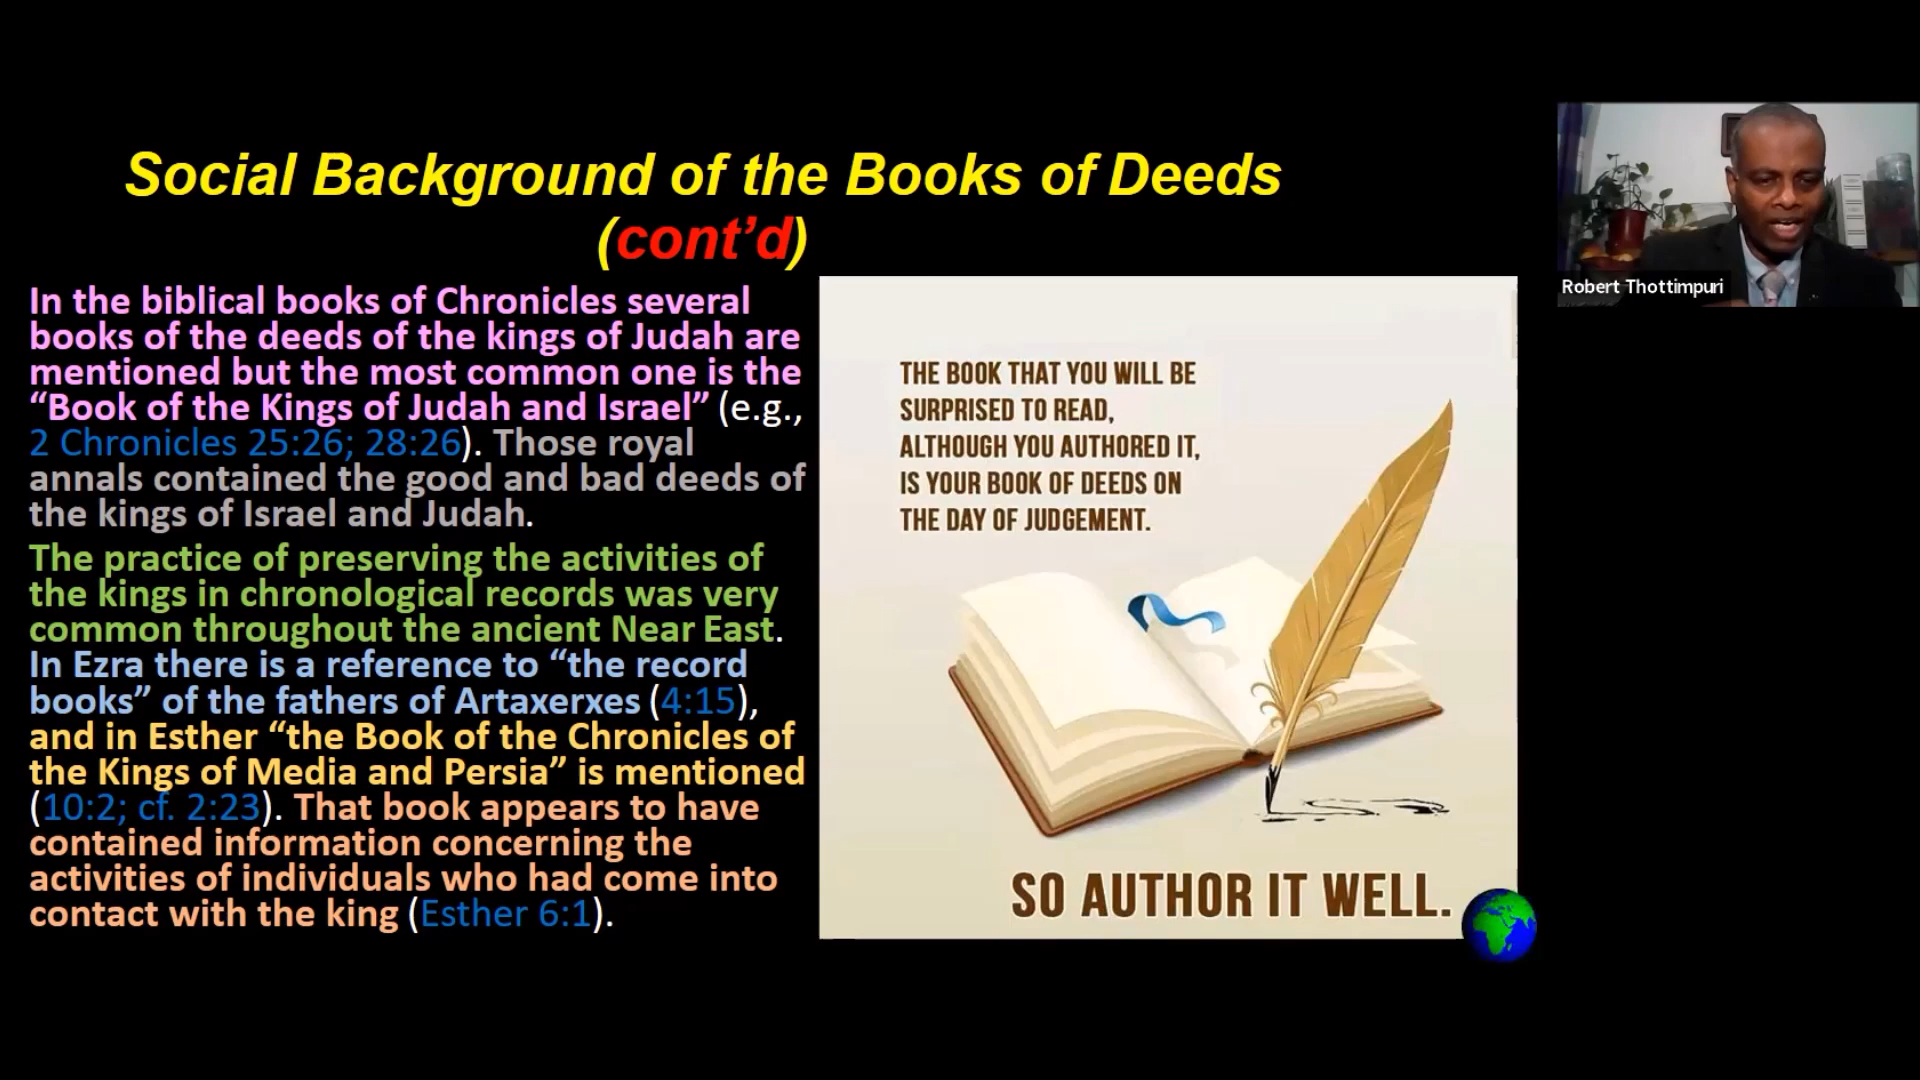 Social Background of the Books of Deeds
(cont’d)
In the biblical books of Chronicles several
books of the deeds of the kings of Judah are
mentioned but the most common one is the
“Book of the Kings of Judah and Israel” (e.g.,
2 Chronicles 25:26; 28:26). Those royal
annals contained the good and bad deeds of
the kings of Israel and Judah.
The practice of preserving the activities of
the kings in chronological records was very
common throughout the ancient Near East.
In Ezra there is a reference to “the record
books” of the fathers of Artaxerxes (4:15),
and in Esther “the Book of the Chronicles of
the Kings of Media and Persia” is mentioned
(10:2; cf. 2:23). That book appears to have
contained information concerning the
activities of individuals who had come into
contact with the king (Esther 6:1).
THE BOOK THAT YOU WILL BE
SURPRISED TO READ,
ALTHOUGH YOU AUTHORED IT,
IS YOUR BOOK OF DEEDS ON
THE DAY OF JUDGEMENT.
SO AUTHOR IT WELL.
Robert Thottimpuri